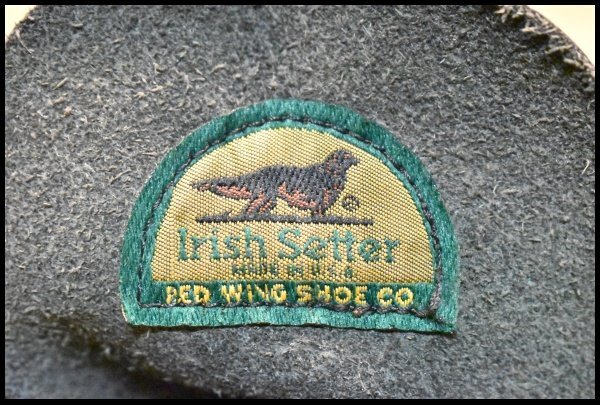 Irish Setter
MADE IN U.S.A
RED WING SHOE CO